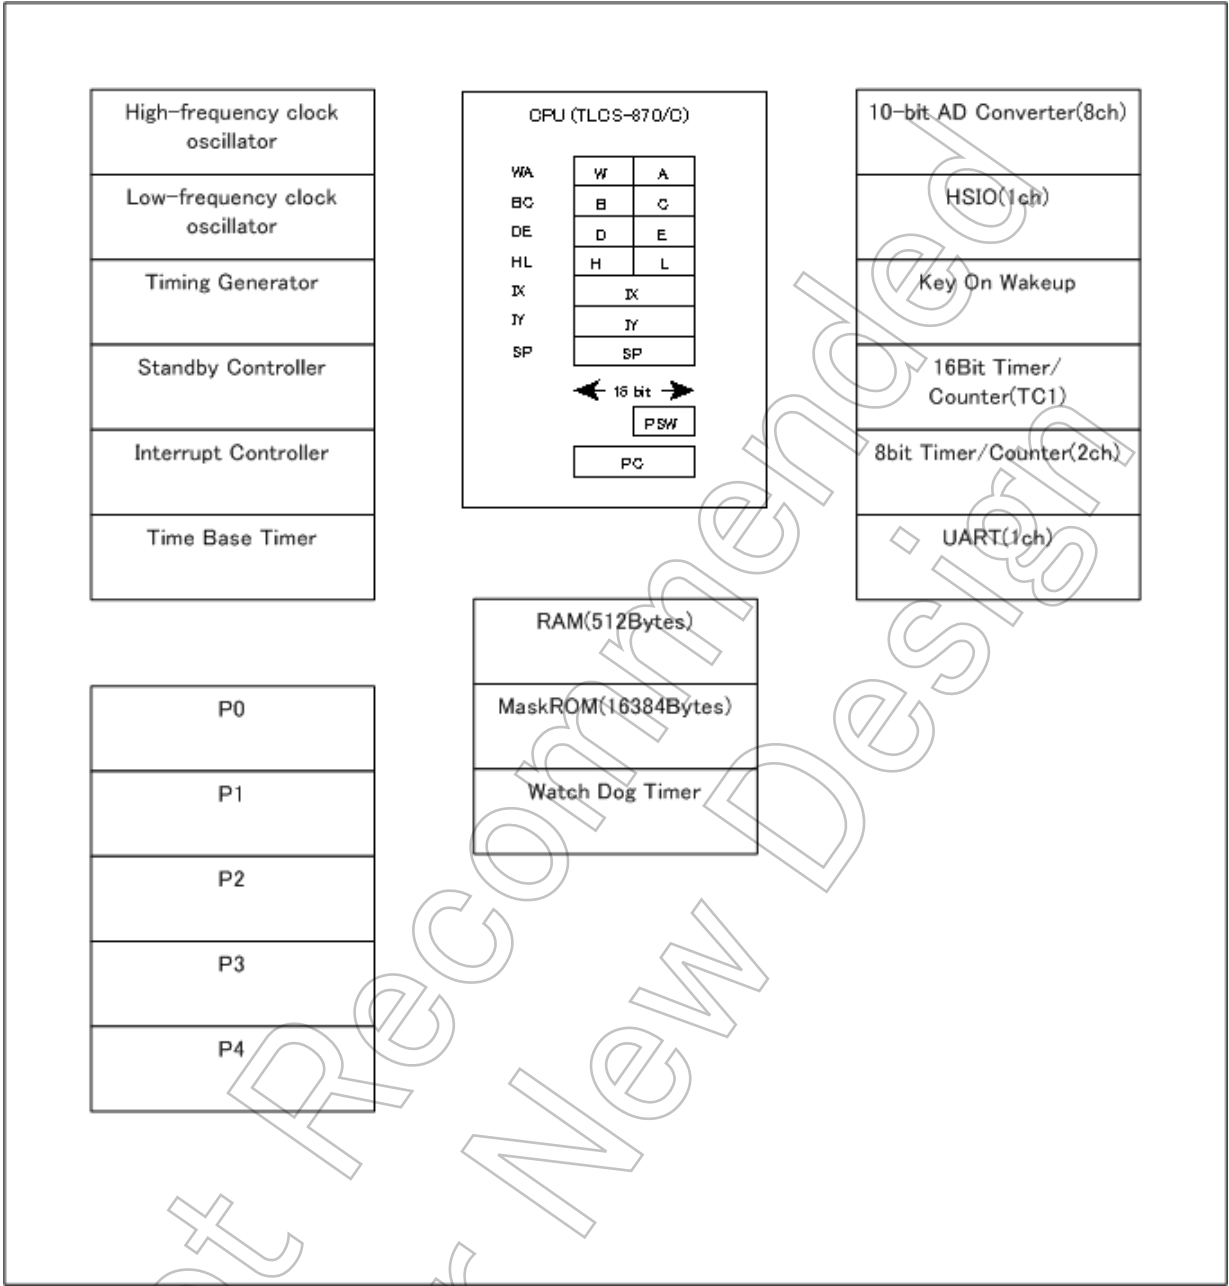 High-frequency clock
oscillator
Low-frequency clock
oscillator
Timing Generator
Standby Controller
Interrupt Controller
Time Base Timer
CPU (TLCS-870/C)
WA W A
BC B C
DE D E
HL H L
IX IX
IY IY
SP SP
16 bit
PSW
PC
10-bit AD Converter(8ch)
HSIO(1ch)
Key On Wakeup
16Bit Timer/
Counter(TC1)
8bit Timer/Counter(2ch)
UART(1ch)
RAM(512Bytes)
MaskROM(16384Bytes)
Watch Dog Timer
P0
P1
P2
P3
P4
Recommended
New Design